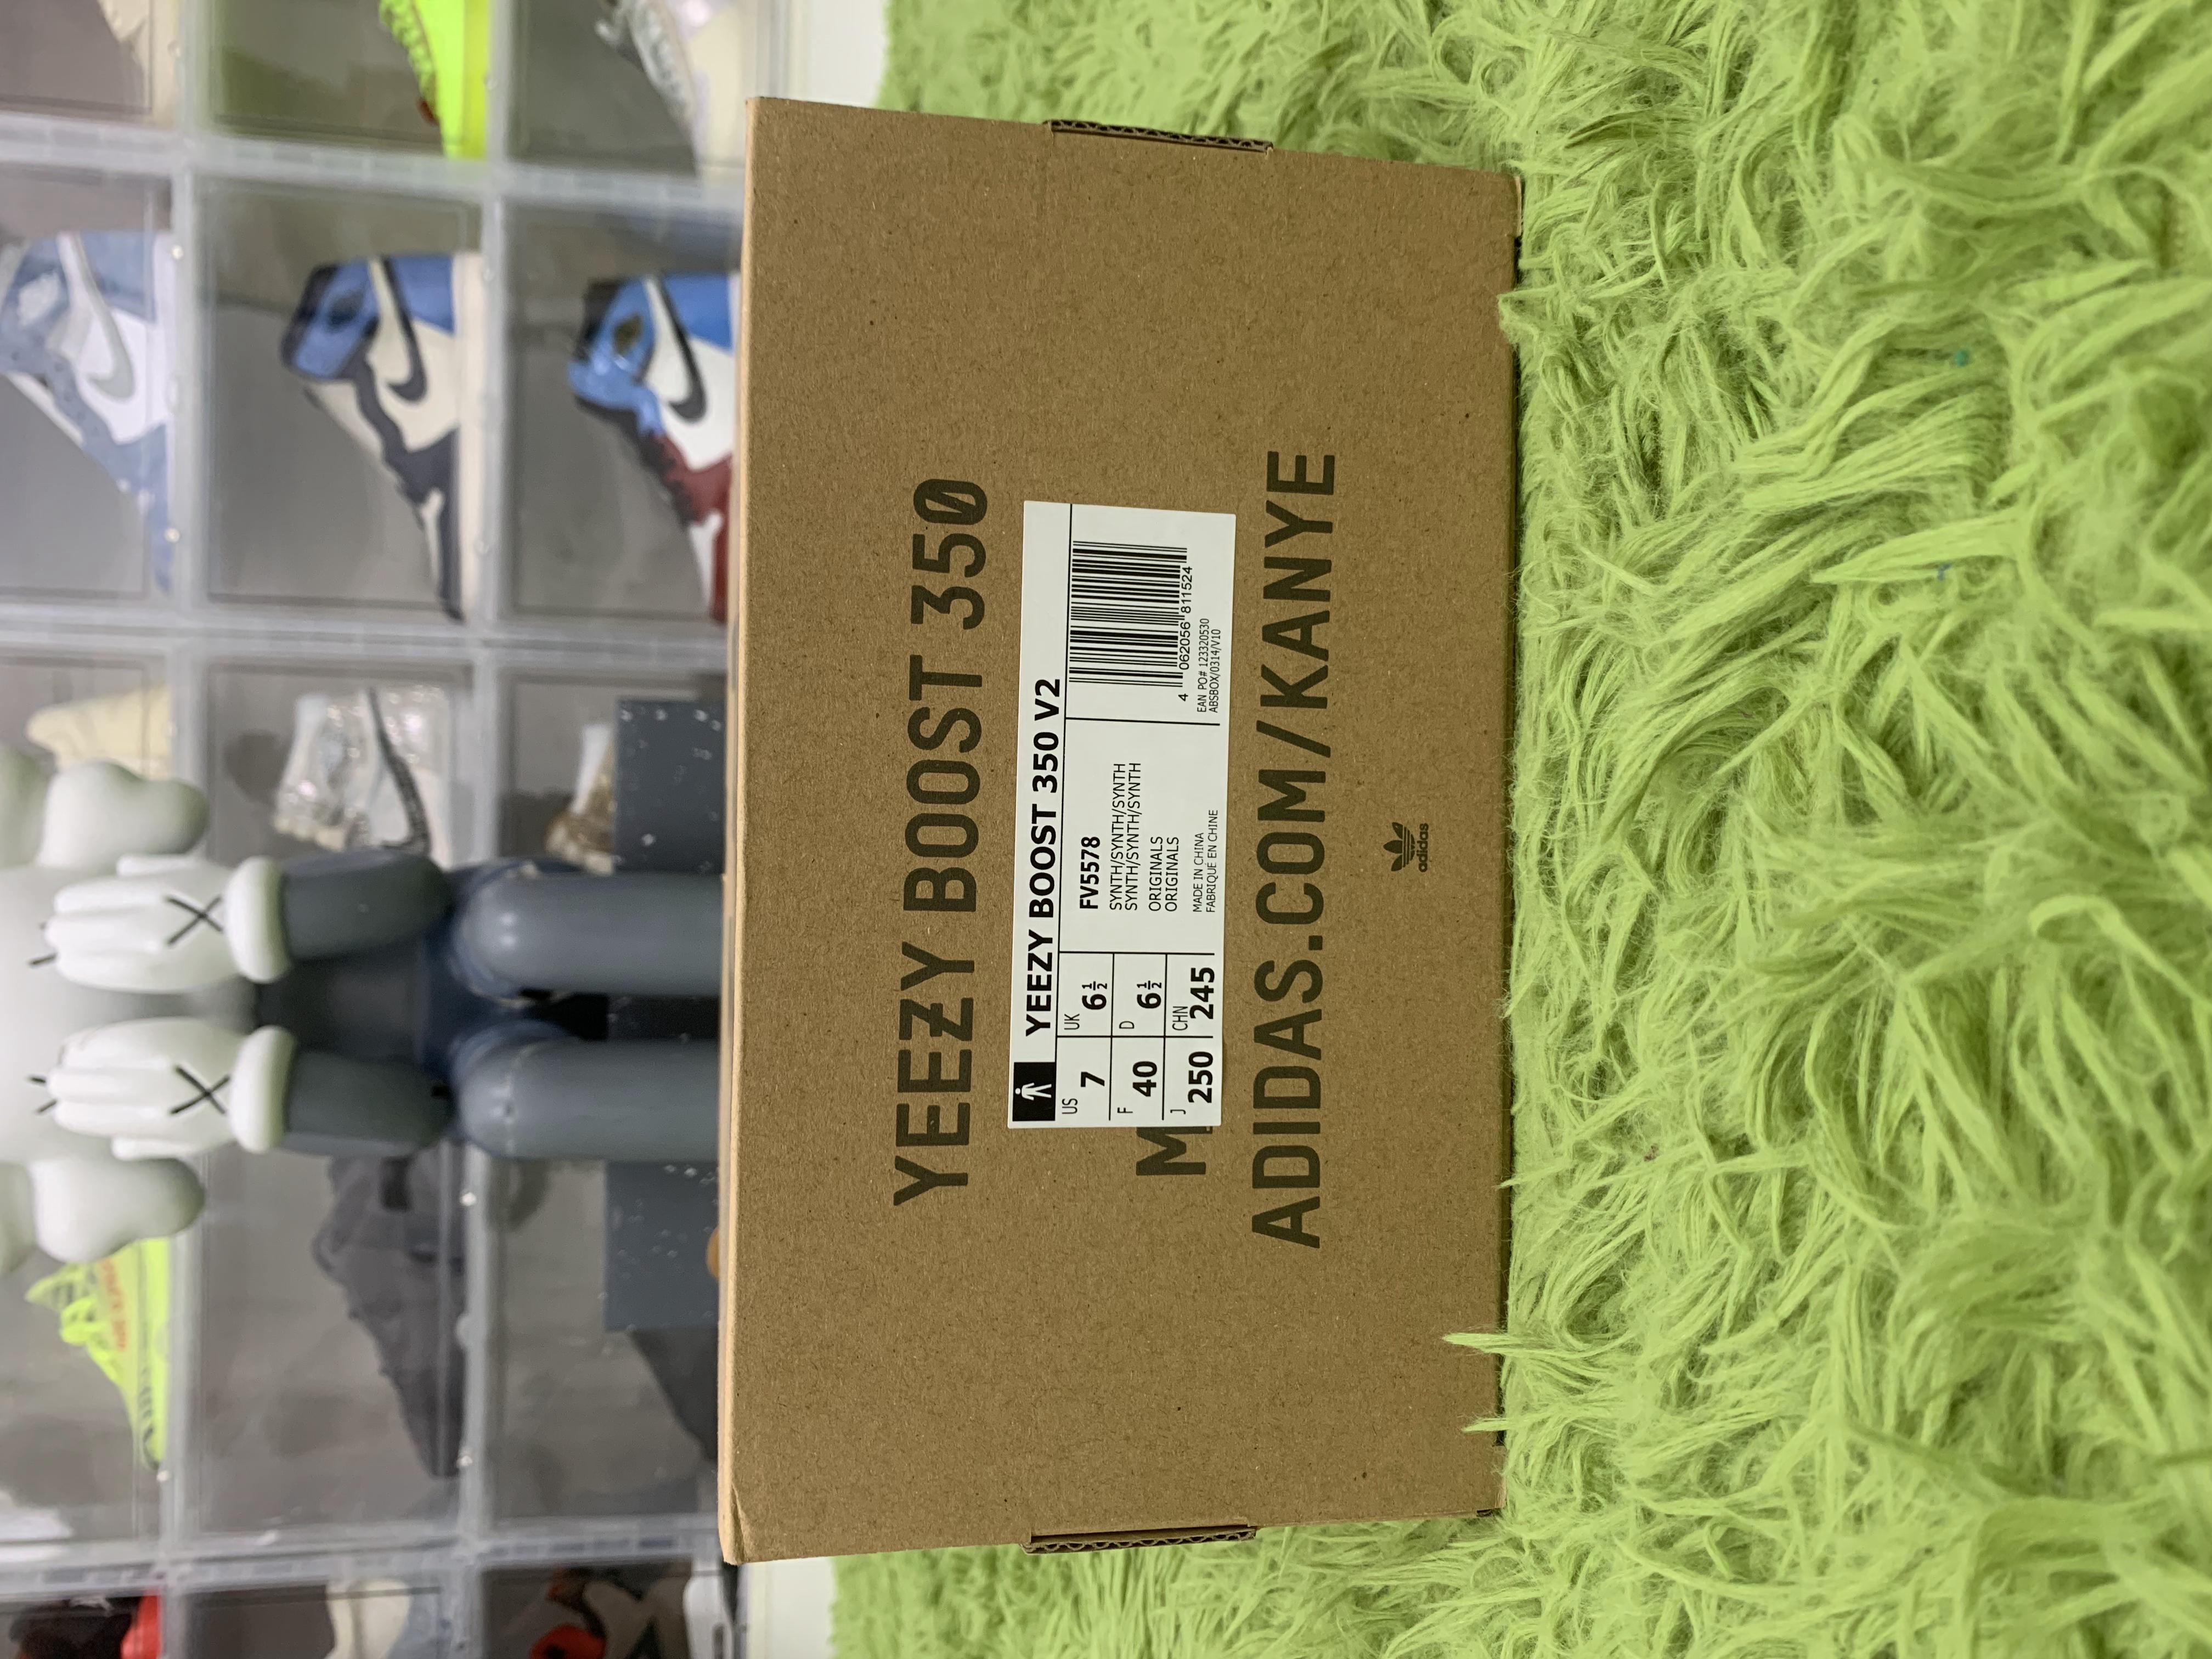 YEEZY BOOST 350
YEEZY BOOST 350 V2
US
7
UK
6½
F
40
D
6½
J
250
CHN
245
FV5578
SYNTH/SYNTH/SYNTH
SYNTH/SYNTH/SYNTH
ORIGINALS
ORIGINALS
MADE IN CHINA
FABRIQUÉ EN CHINE
4 062056 811524
EAN PO# 123320530
ABSBOX/0314/V10
M
ADIDAS.COM/KANYE
adidas